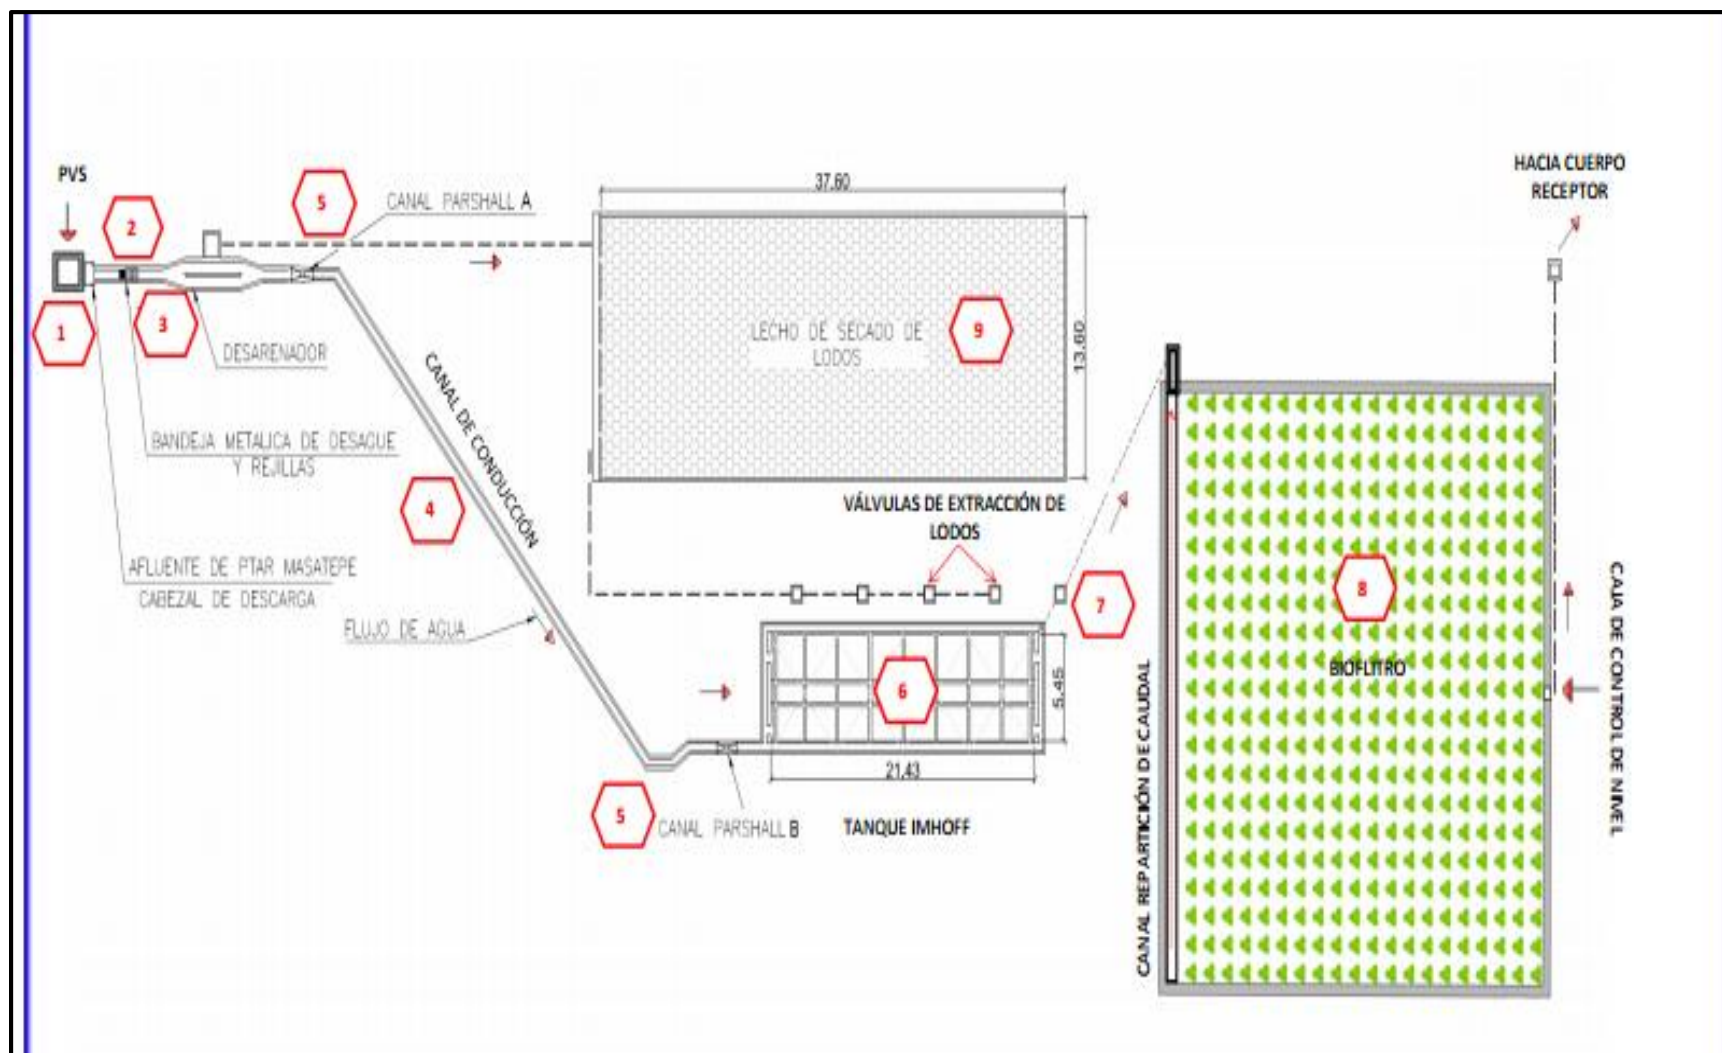 PVS
1
2
3
5
CANAL PARSHALL A
DESARENADOR
BANDEJA METALICA DE DESAGUE
Y REJILLAS
AFLUENTE DE PTAR MASATEPE
CABEZAL DE DESCARGA
4
CANAL DE CONDUCCIÓN
FLUJO DE AGUA
5
CANAL PARSHALL B
37.60
13.60
LECHO DE SECADO DE
LODOS
9
VÁLVULAS DE EXTRACCIÓN DE
LODOS
6
5.45
21.43
TANQUE IMHOFF
7
CANAL REPARTICIÓN DE CAUDAL
8
BIOFLITRO
HACIA CUERPO
RECEPTOR
CAJA DE CONTROL DE NIVEL